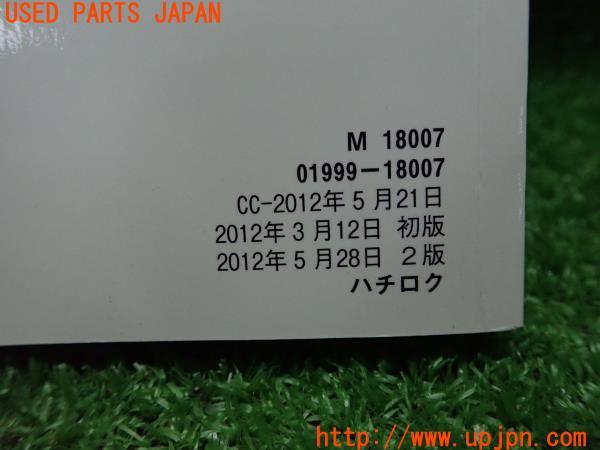 USED PARTS JAPAN
M 18007
01999-18007
CC-2012年5月21日
2012年3月12日 初版
2012年5月28日 2版
ハチロク
http://www.upjpn.com